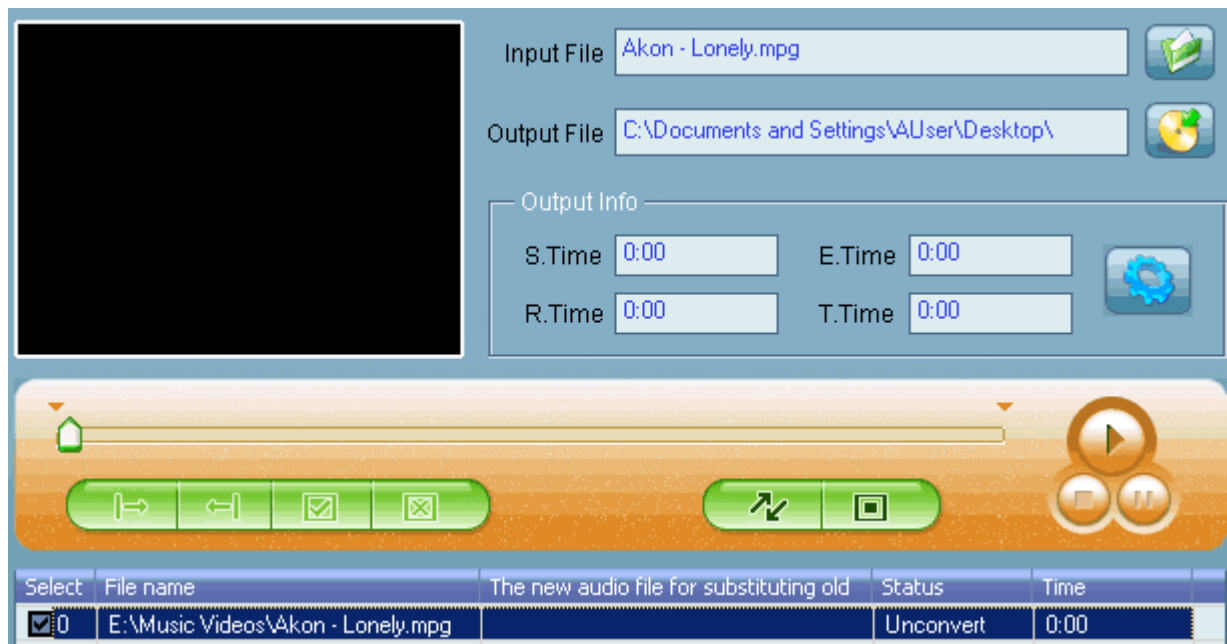 Input File Akon - Lonely.mpg
Output File C:\Documents and Settings\AUser\Desktop\
Output Info
S.Time 0:00 E.Time 0:00
R.Time 0:00 T.Time 0:00
Select File name The new audio file for substituting old Status Time
0 E:\Music Videos\Akon - Lonely.mpg Unconvert 0:00